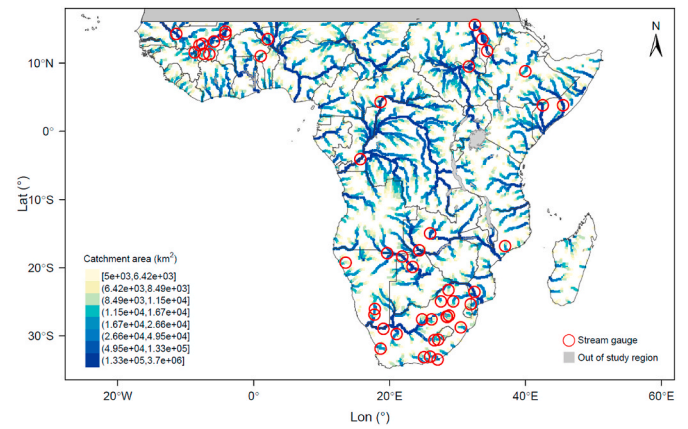 N
10°N
0°
10°S
20°S
30°S
Lat (°)
Catchment area (km²)
[5e+03,6.42e+03]
(6.42e+03,8.49e+03]
(8.49e+03,1.15e+04]
(1.15e+04,1.67e+04]
(1.67e+04,2.66e+04]
(2.66e+04,4.95e+04]
(4.95e+04,1.33e+05]
(1.33e+05,3.7e+06]
Stream gauge
Out of study region
20°W
0°
20°E
40°E
60°E
Lon (°)